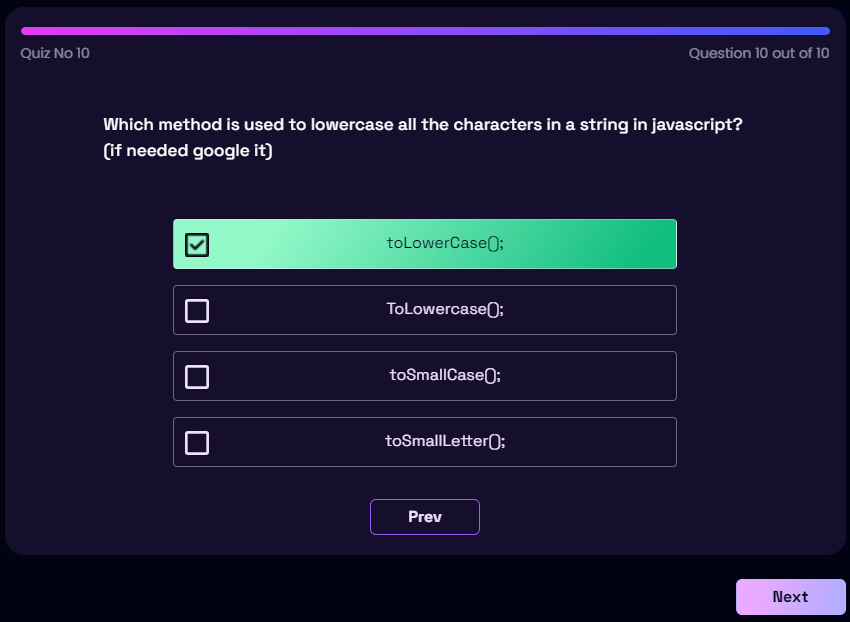 Quiz No 10
Question 10 out of 10
Which method is used to lowercase all the characters in a string in javascript?
(if needed google it)
toLowerCase();
ToLowercase();
toSmallCase();
toSmallLetter();
Prev
Next